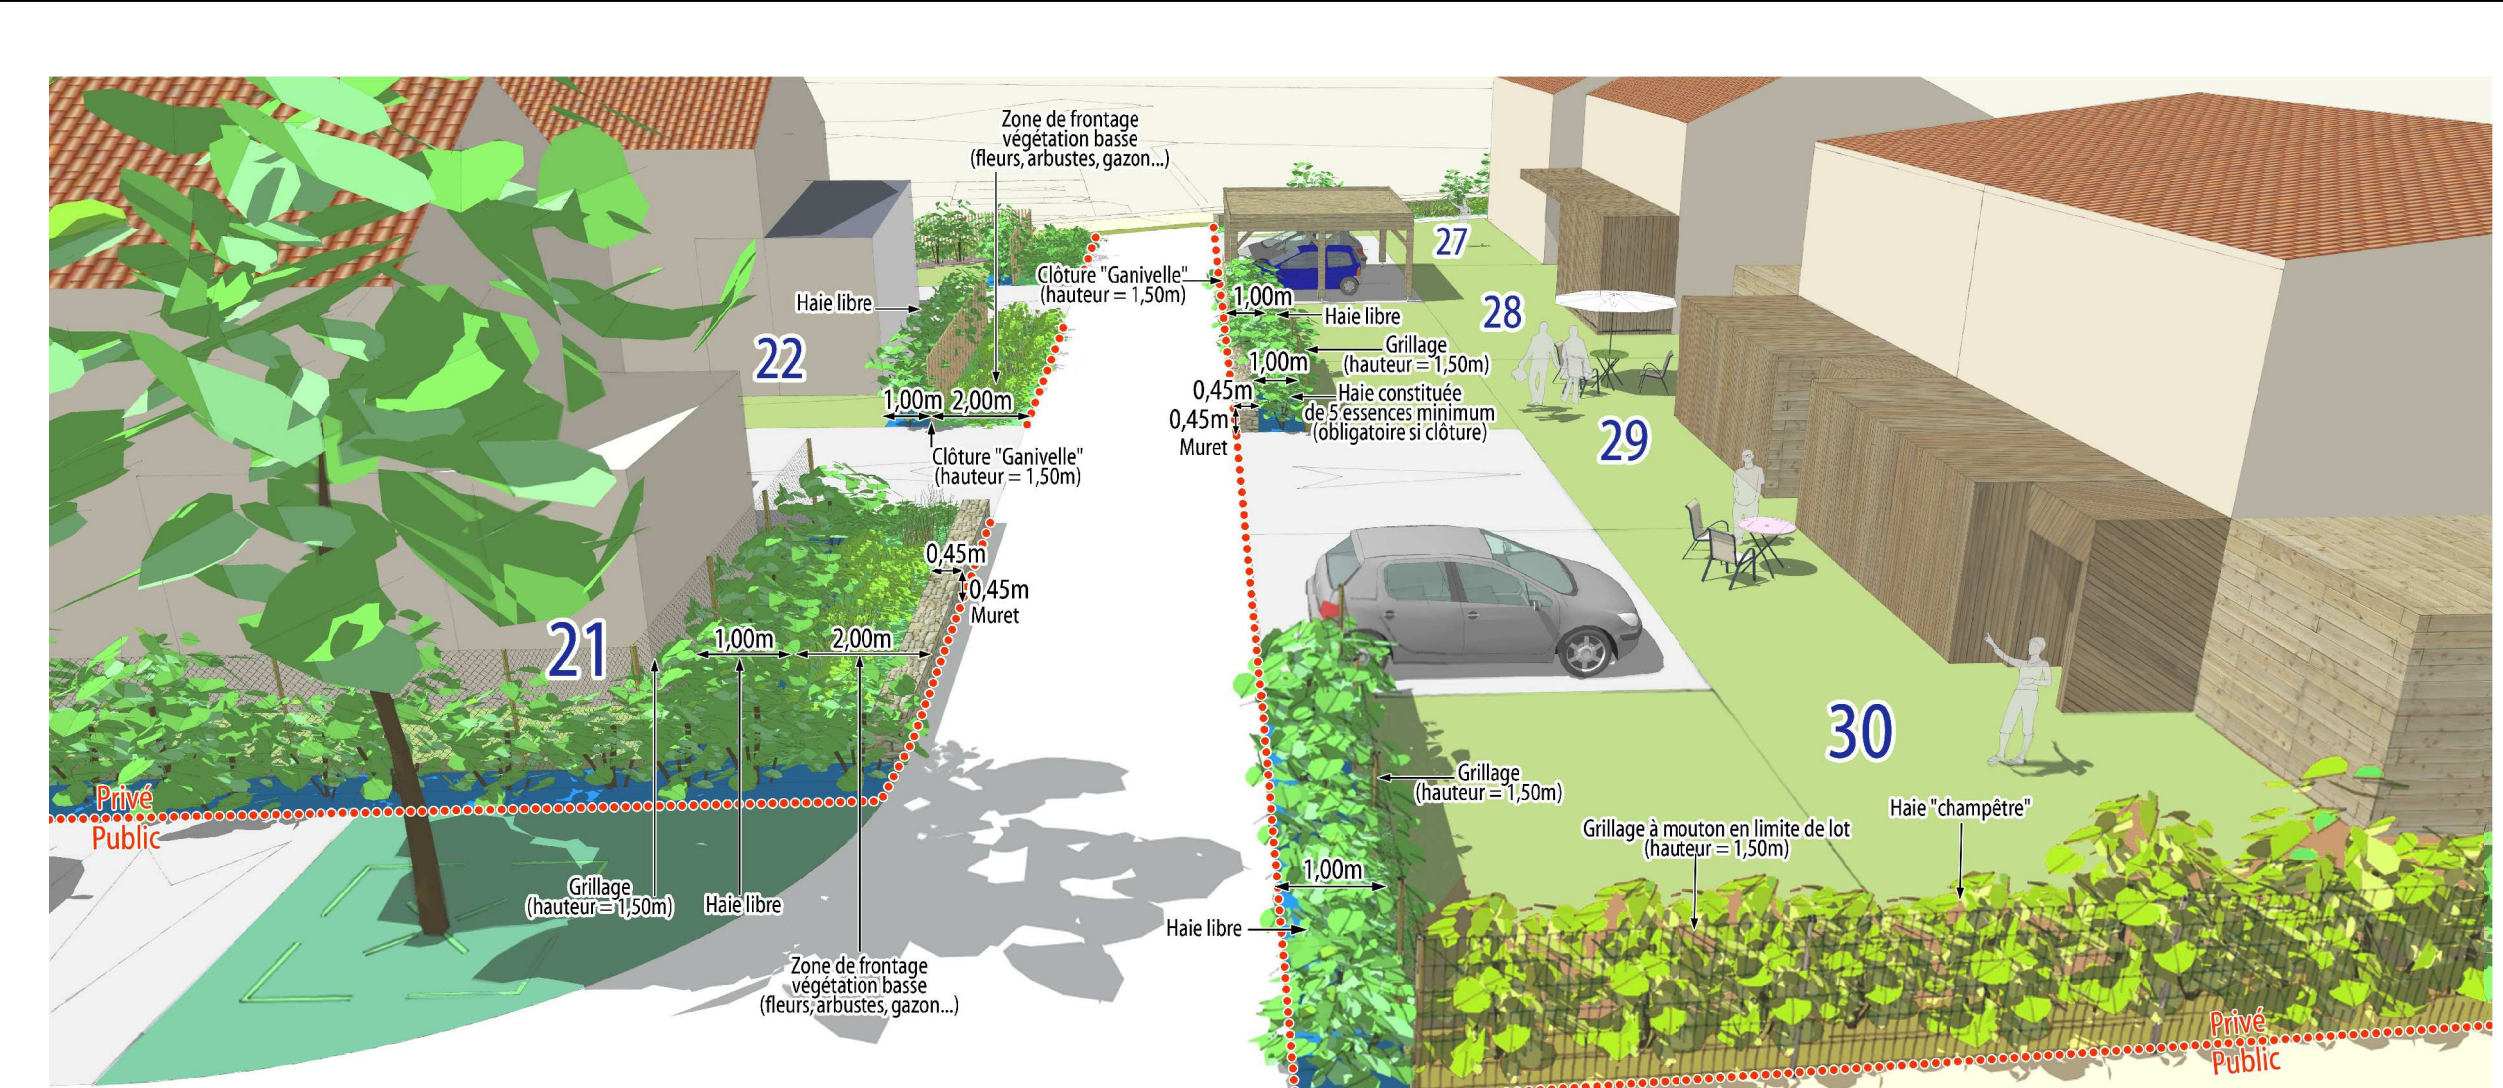 Zone de frontage
végétation basse
(fleurs, arbustes, gazon...)
27
Clôture "Ganivelle"
(hauteur = 1,50m)
Haie libre
1,00m
Haie libre
28
22
Grillage
(hauteur = 1,50m)
1,00m
1,00m
2,00m
0,45m
Haie constituée
de 5 essences minimum
(obligatoire si clôture)
0,45m
Muret
29
Clôture "Ganivelle"
(hauteur = 1,50m)
0,45m
0,45m
Muret
21
1,00m
2,00m
30
Privé
Public
Grillage
(hauteur = 1,50m)
Haie "champêtre"
Grillage à mouton en limite de lot
(hauteur = 1,50m)
1,00m
Grillage
(hauteur = 1,50m)
Haie libre
Haie libre
Zone de frontage
végétation basse
(fleurs, arbustes, gazon...)
Privé
Public